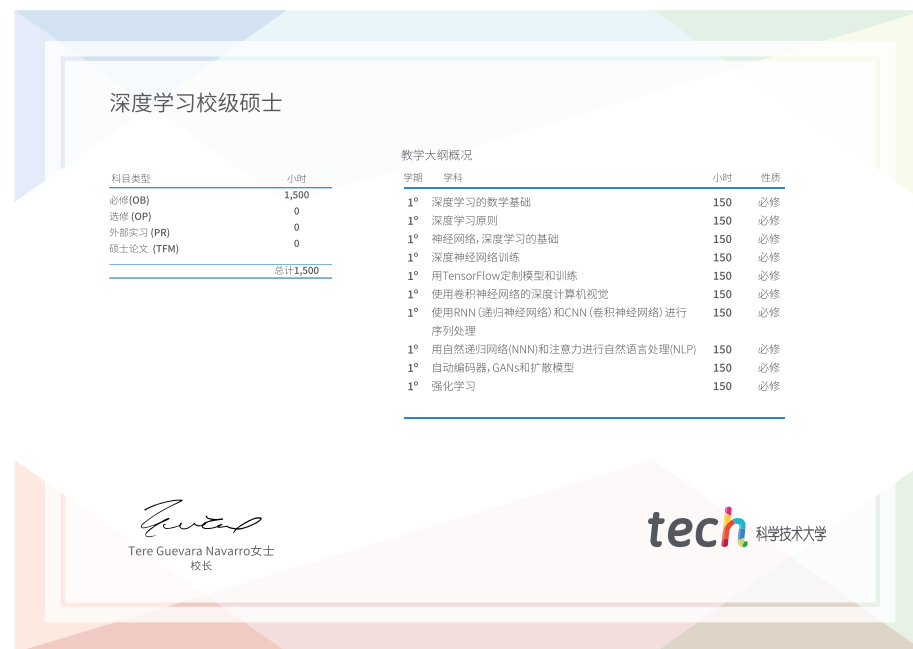 深度学习校级硕士
科目类型 小时
必修(OB) 1,500
选修 (OP) 0
外部实习 (PR) 0
硕士论文 (TFM) 0
总计1,500
教学大纲概况
学期 学科 小时 性质
1º 深度学习的数学基础 150 必修
1º 深度学习原则 150 必修
1º 神经网络, 深度学习的基础 150 必修
1º 深度神经网络训练 150 必修
1º 用TensorFlow定制模型和训练 150 必修
1º 使用卷积神经网络的深度计算机视觉 150 必修
1º 使用RNN (递归神经网络) 和CNN (卷积神经网络) 进行 150 必修
序列处理
1º 用自然递归网络(NNN)和注意力进行自然语言处理(NLP) 150 必修
1º 自动编码器, GANs和扩散模型 150 必修
1º 强化学习 150 必修
Tere Guevara Navarro女士
校长
tech 科学技术大学